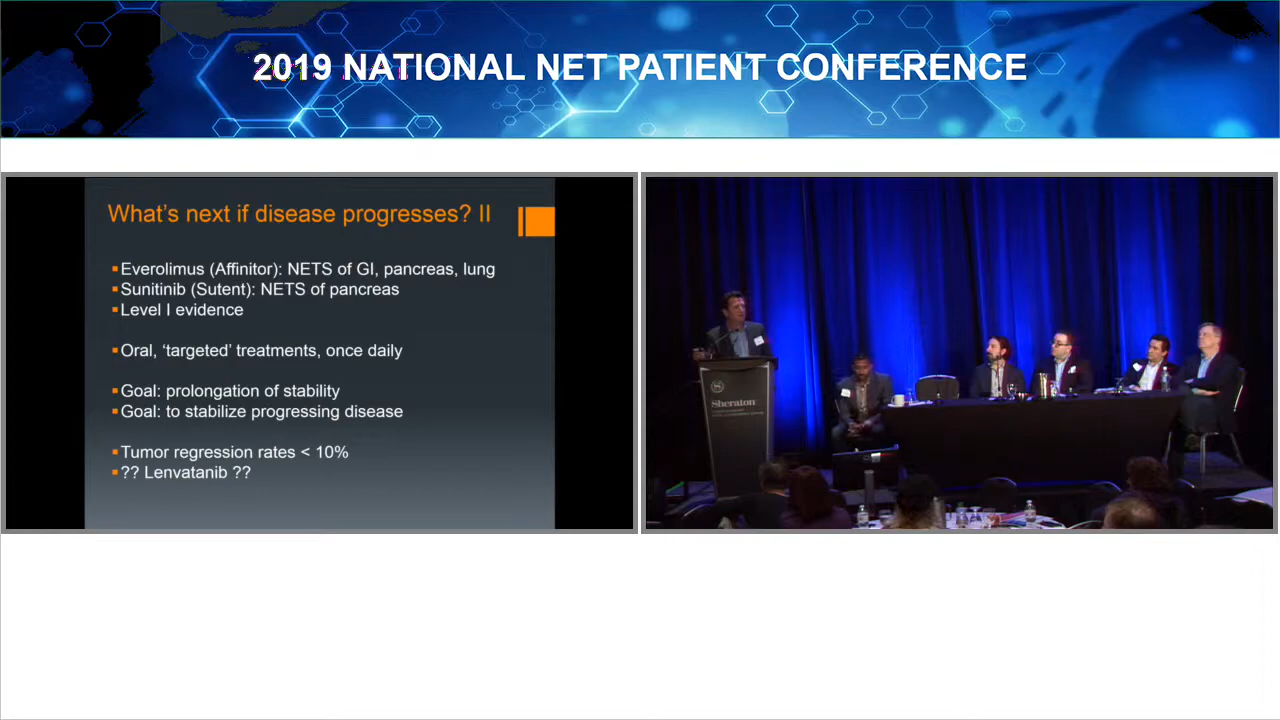 2019 NATIONAL NET PATIENT CONFERENCE
What's next if disease progresses? II
▪Everolimus (Affinitor): NETS of GI, pancreas, lung
▪Sunitinib (Sutent): NETS of pancreas
▪Level I evidence
▪Oral, 'targeted' treatments, once daily
▪Goal: prolongation of stability
▪Goal: to stabilize progressing disease
▪Tumor regression rates < 10%
▪?? Lenvatanib ??
Sheraton